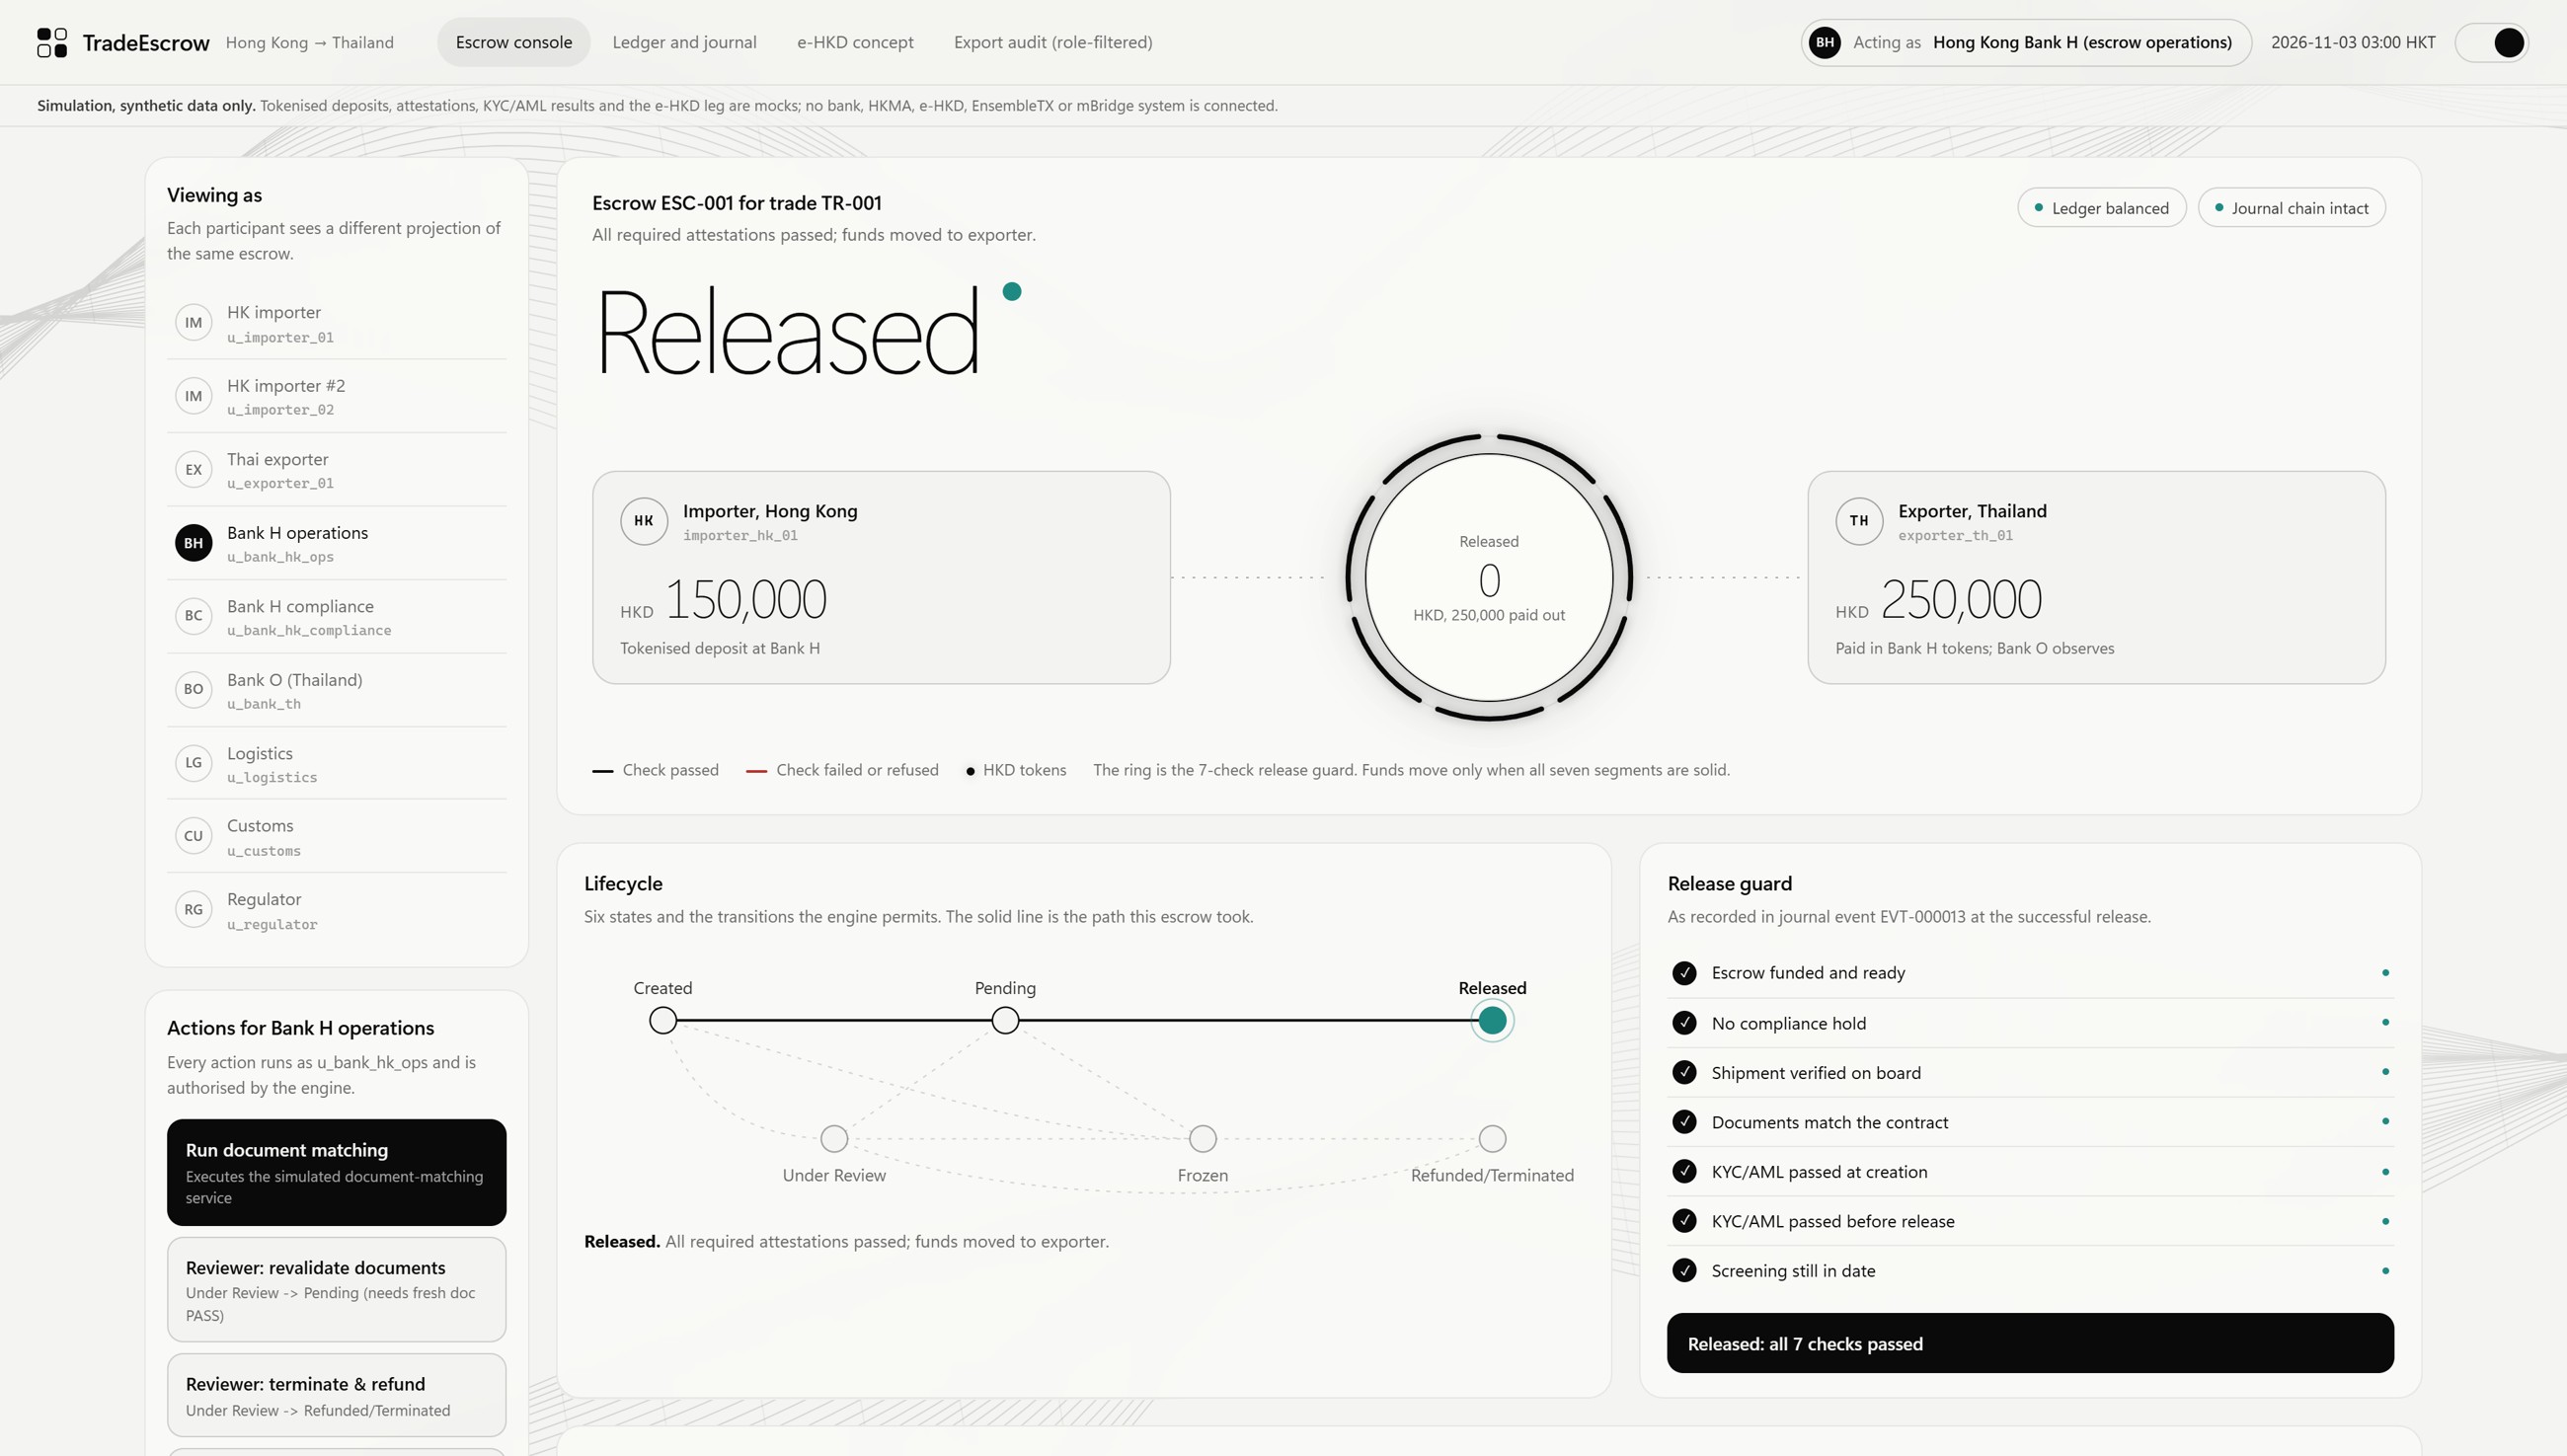 TradeEscrow
Hong Kong → Thailand
Escrow console
Ledger and journal
e-HKD concept
Export audit (role-filtered)
BH Acting as Hong Kong Bank H (escrow operations)
2026-11-03 03:00 HKT
Simulation, synthetic data only. Tokenised deposits, attestations, KYC/AML results and the e-HKD leg are mocks; no bank, HKMA, e-HKD, EnsembleTX or mBridge system is connected.
Viewing as
Each participant sees a different projection of
the same escrow.
IM
HK importer
u_importer_01
IM
HK importer #2
u_importer_02
EX
Thai exporter
u_exporter_01
BH
Bank H operations
u_bank_hk_ops
BC
Bank H compliance
u_bank_hk_compliance
BO
Bank O (Thailand)
u_bank_th
LG
Logistics
u_logistics
CU
Customs
u_customs
RG
Regulator
u_regulator
Actions for Bank H operations
Every action runs as u_bank_hk_ops and is
authorised by the engine.
Run document matching
Executes the simulated document-matching
service
Reviewer: revalidate documents
Under Review -> Pending (needs fresh doc
PASS)
Reviewer: terminate & refund
Under Review -> Refunded/Terminated
Escrow ESC-001 for trade TR-001
All required attestations passed; funds moved to exporter.
Ledger balanced
Journal chain intact
Released
HK
Importer, Hong Kong
importer_hk_01
HKD 150,000
Tokenised deposit at Bank H
Released
0
HKD, 250,000 paid out
TH
Exporter, Thailand
exporter_th_01
HKD 250,000
Paid in Bank H tokens; Bank O observes
Check passed
Check failed or refused
HKD tokens
The ring is the 7-check release guard. Funds move only when all seven segments are solid.
Lifecycle
Six states and the transitions the engine permits. The solid line is the path this escrow took.
Created
Pending
Released
Under Review
Frozen
Refunded/Terminated
Released. All required attestations passed; funds moved to exporter.
Release guard
As recorded in journal event EVT-000013 at the successful release.
Escrow funded and ready
No compliance hold
Shipment verified on board
Documents match the contract
KYC/AML passed at creation
KYC/AML passed before release
Screening still in date
Released: all 7 checks passed